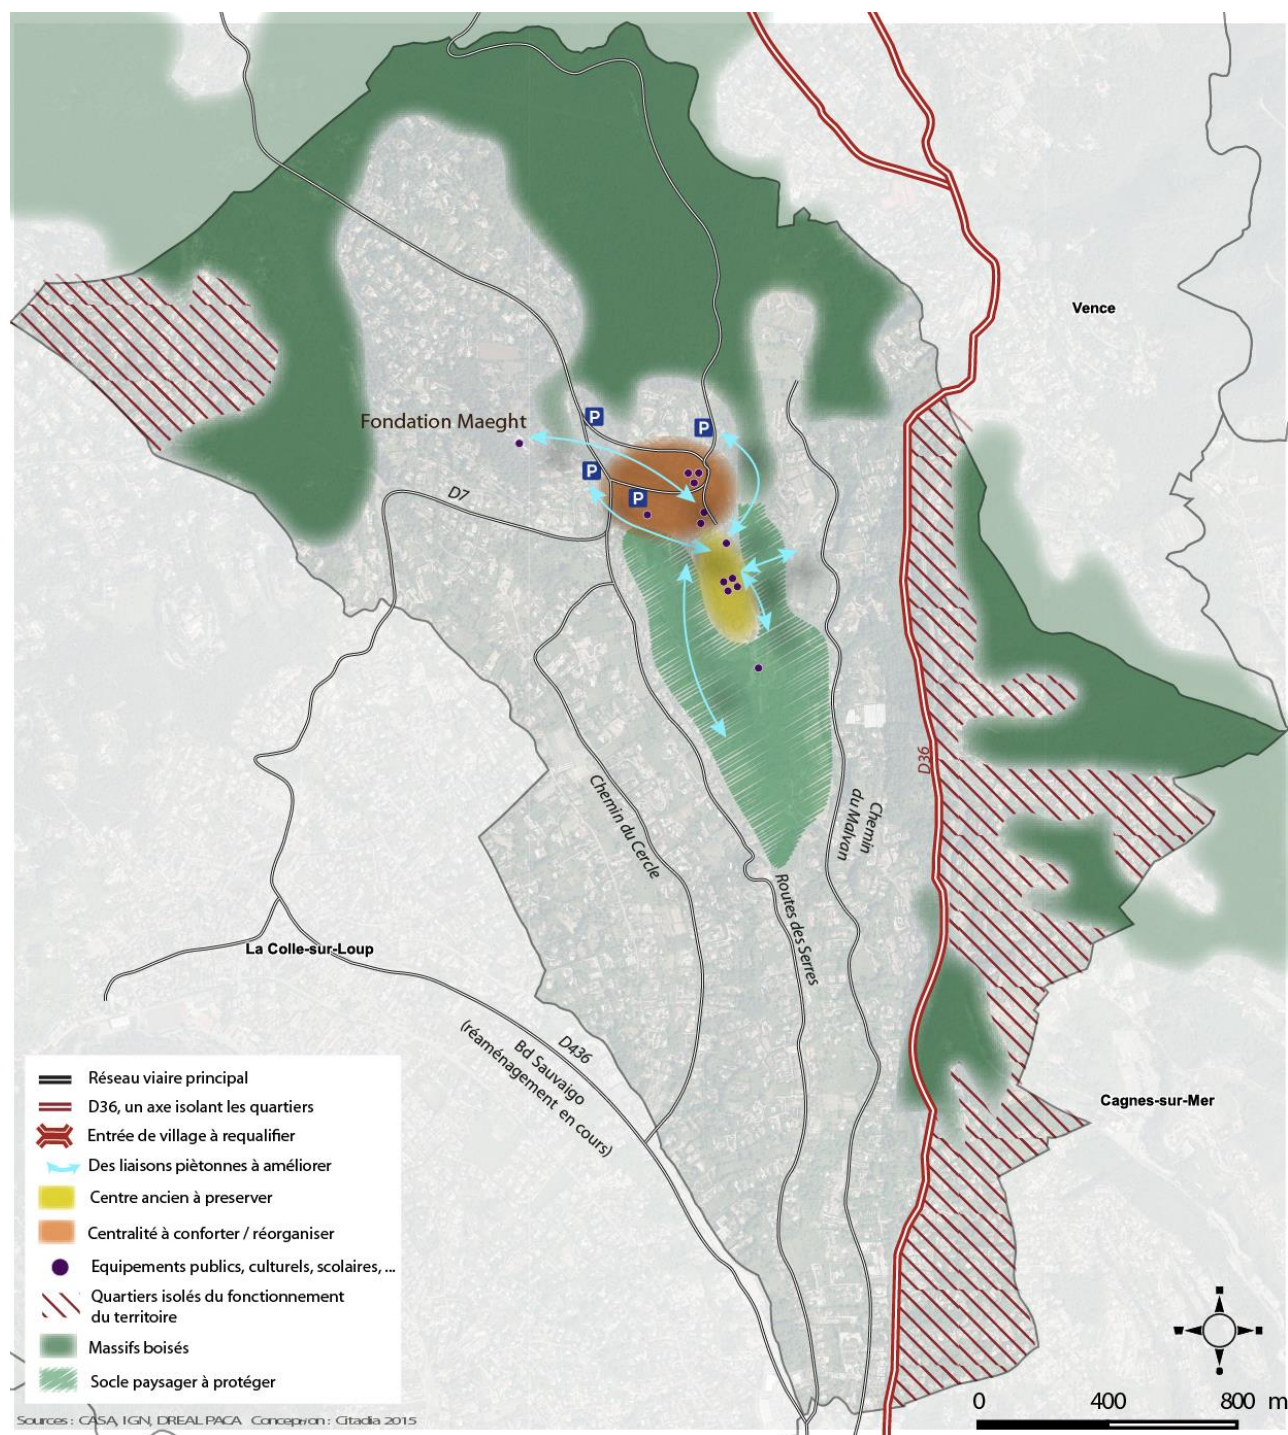 Vence
Fondation Maeght
P
P
P
P
D7
D36
Chemin du Cercle
Chemin
du Malvan
Routes des Serres
La Colle-sur-Loup
D436
Bd Sauvaigo
(réaménagement en cours)
Cagnes-sur-Mer
Réseau viaire principal
D36, un axe isolant les quartiers
Entrée de village à requalifier
Des liaisons piètonnes à améliorer
Centre ancien à preserver
Centralité à conforter / réorganiser
Equipements publics, culturels, scolaires, ...
Quartiers isolés du fonctionnement
du territoire
Massifs boisés
Socle paysager à protéger
0 400 800 m
Sources : CASA, IGN, DREAL PACA Conception : Citadia 2015